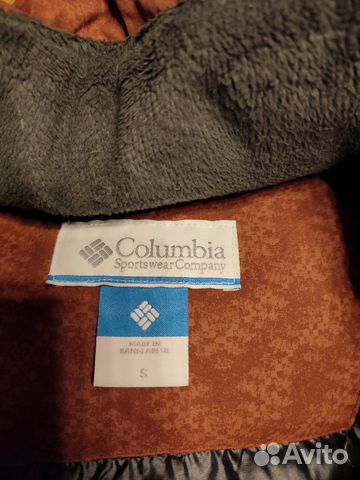 Columbia
Sportswear Company
MADE IN
BANGLADESH
S
Avito